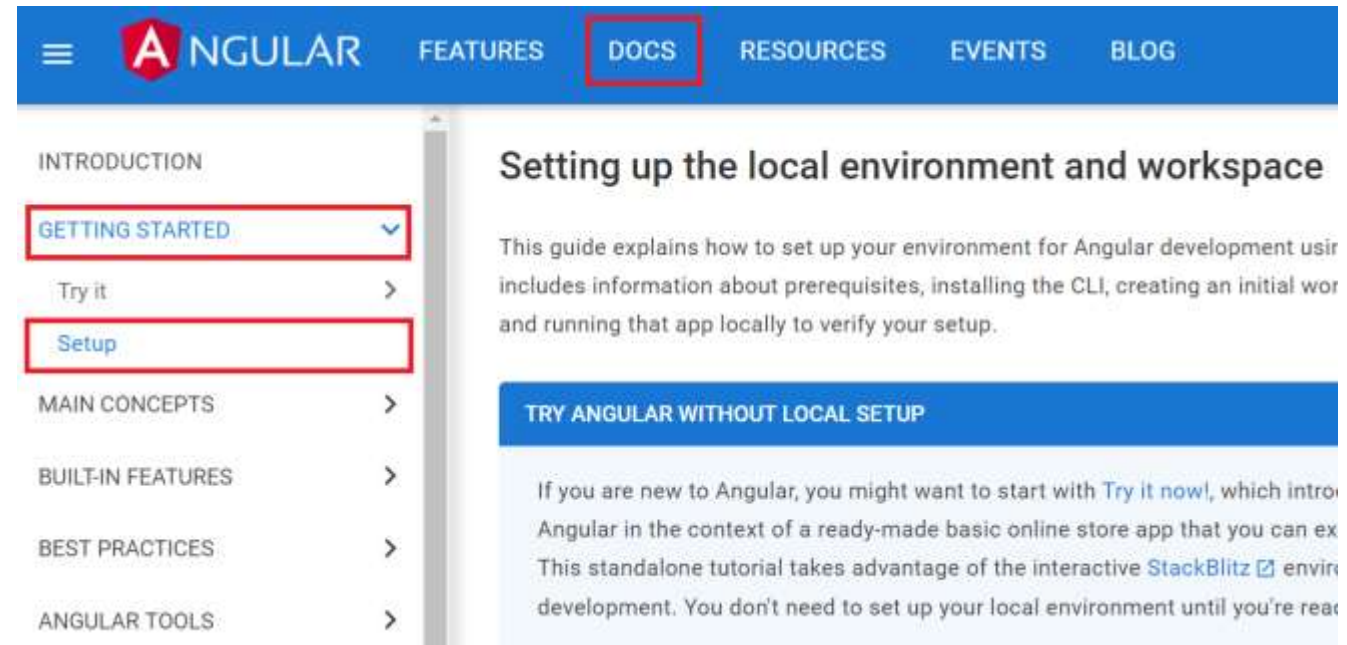 ANGULAR FEATURES DOCS RESOURCES EVENTS BLOG
INTRODUCTION
GETTING STARTED
Try it
Setup
MAIN CONCEPTS
BUILT-IN FEATURES
BEST PRACTICES
ANGULAR TOOLS
Setting up the local environment and workspace
This guide explains how to set up your environment for Angular development
includes information about prerequisites, installing the CLI, creating an initial
and running that app locally to verify your setup.
TRY ANGULAR WITHOUT LOCAL SETUP
If you are new to Angular, you might want to start with Try it now!, which
Angular in the context of a ready-made basic online store app that you can
This standalone tutorial takes advantage of the interactive StackBlitz
development. You don't need to set up your local environment until you're